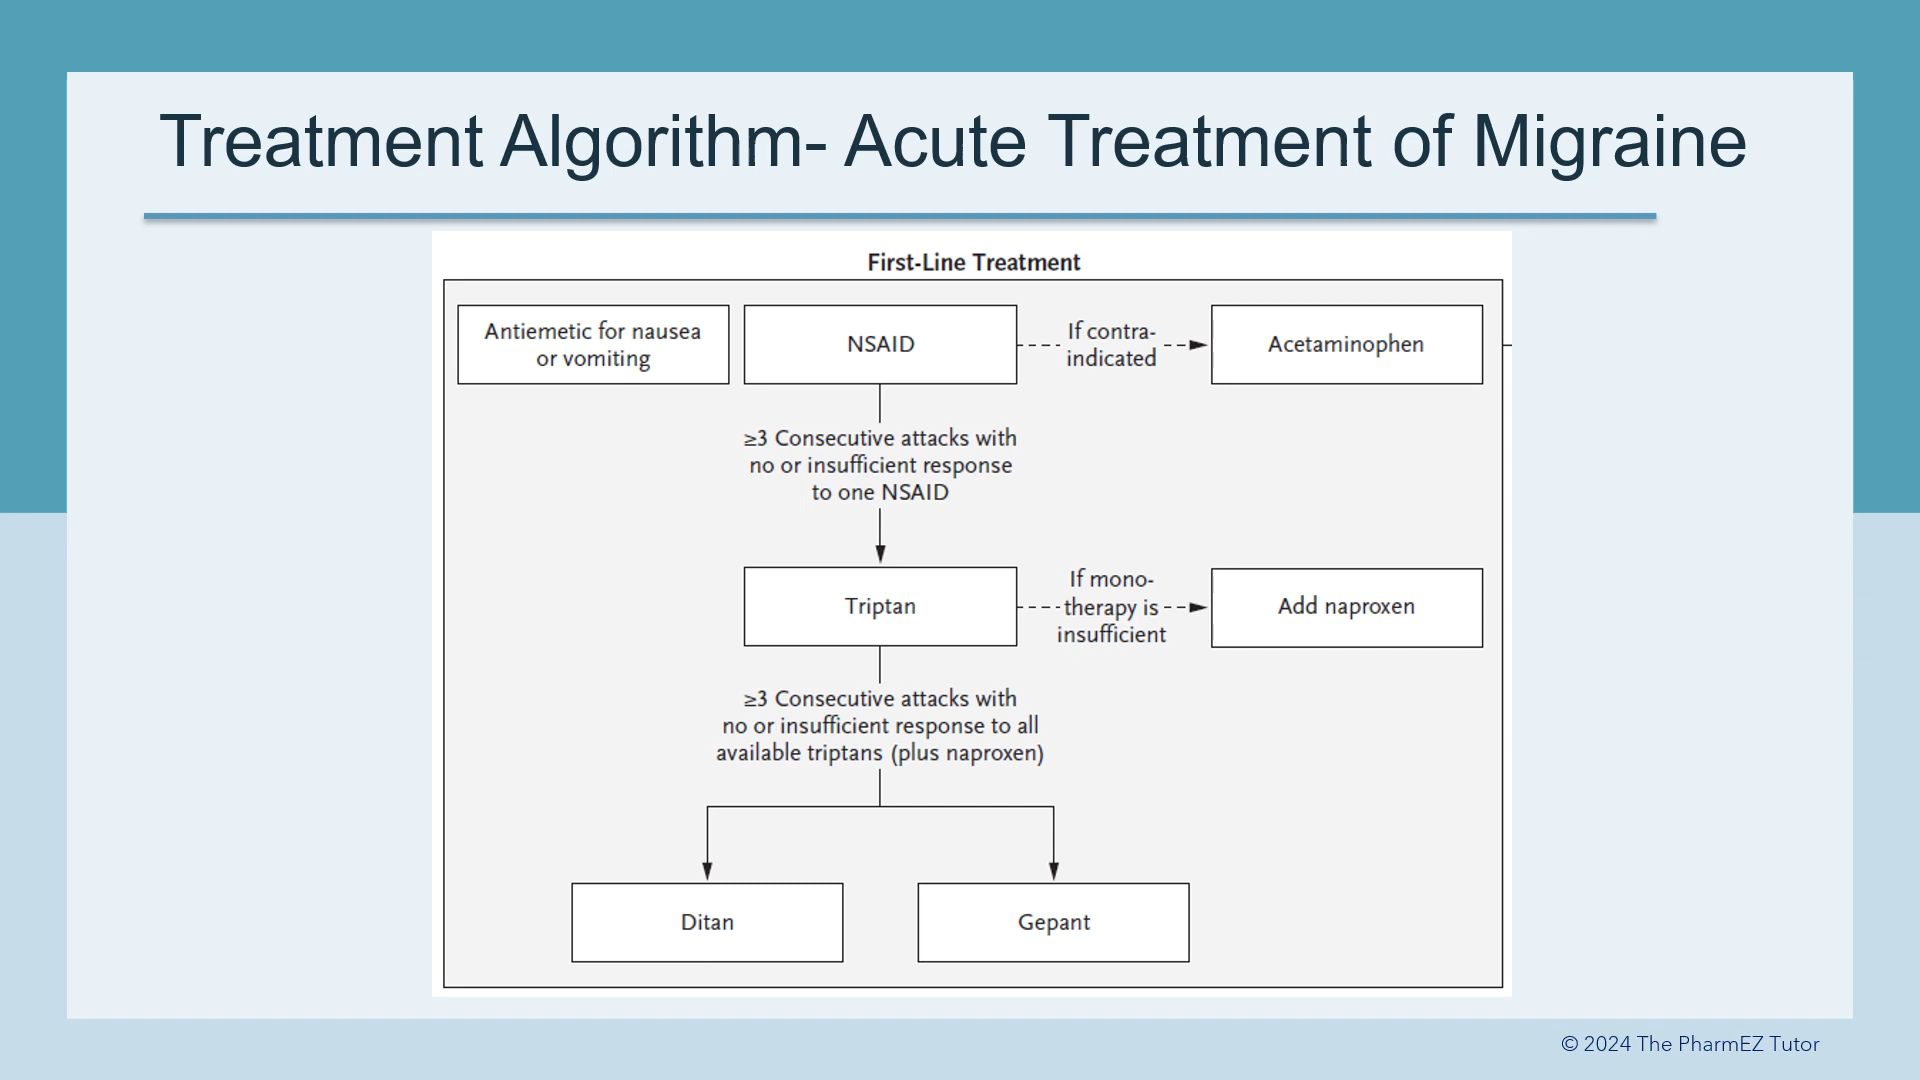 Treatment Algorithm- Acute Treatment of Migraine
First-Line Treatment
Antiemetic for nausea
or vomiting
NSAID
If contra-
indicated
Acetaminophen
≥3 Consecutive attacks with
no or insufficient response
to one NSAID
Triptan
If mono-
therapy is
insufficient
Add naproxen
≥3 Consecutive attacks with
no or insufficient response to all
available triptans (plus naproxen)
Ditan
Gepant
© 2024 The PharmEZ Tutor